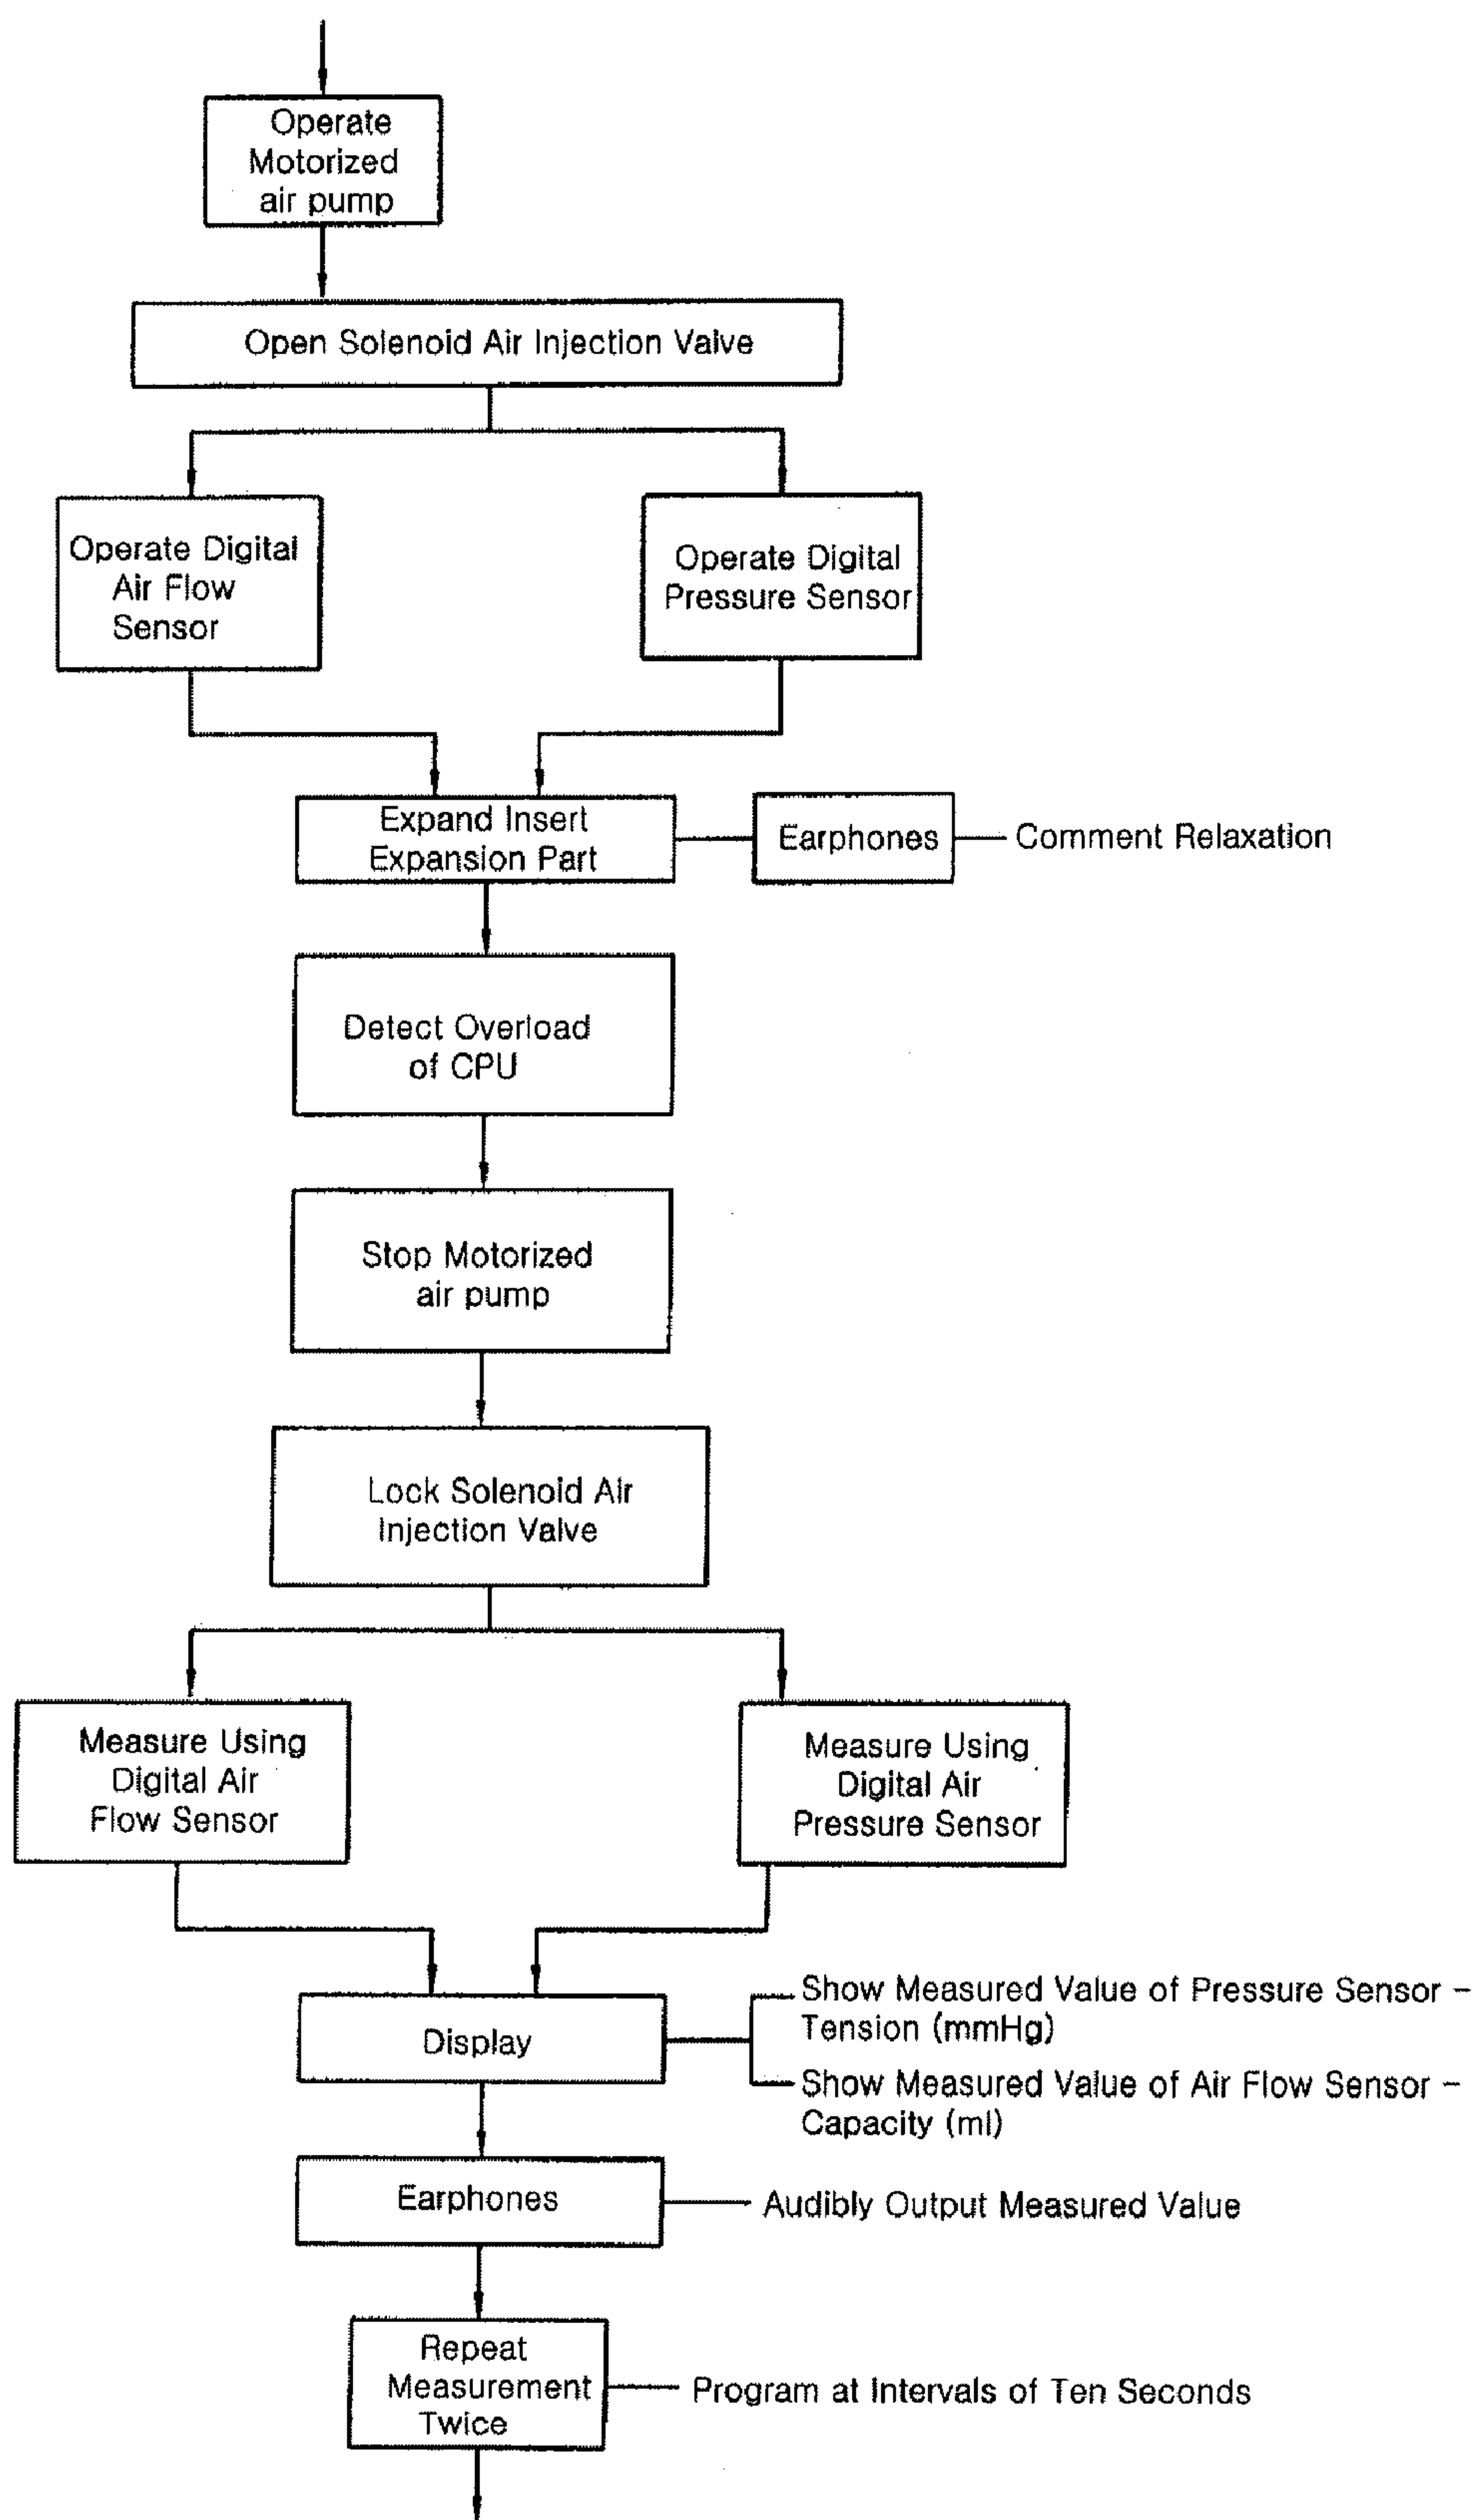 Operate
Motorized
air pump
Open Solenoid Air Injection Valve
Operate Digital
Air Flow
Sensor
Operate Digital
Pressure Sensor
Expand Insert
Expansion Part
Earphones
Comment Relaxation
Detect Overload
of CPU
Stop Motorized
air pump
Lock Solenoid Air
Injection Valve
Measure Using
Digital Air
Flow Sensor
Measure Using
Digital Air
Pressure Sensor
Display
Show Measured Value of Pressure Sensor –
Tension (mmHg)
Show Measured Value of Air Flow Sensor –
Capacity (ml)
Earphones
Audibly Output Measured Value
Repeat
Measurement
Twice
Program at Intervals of Ten Seconds